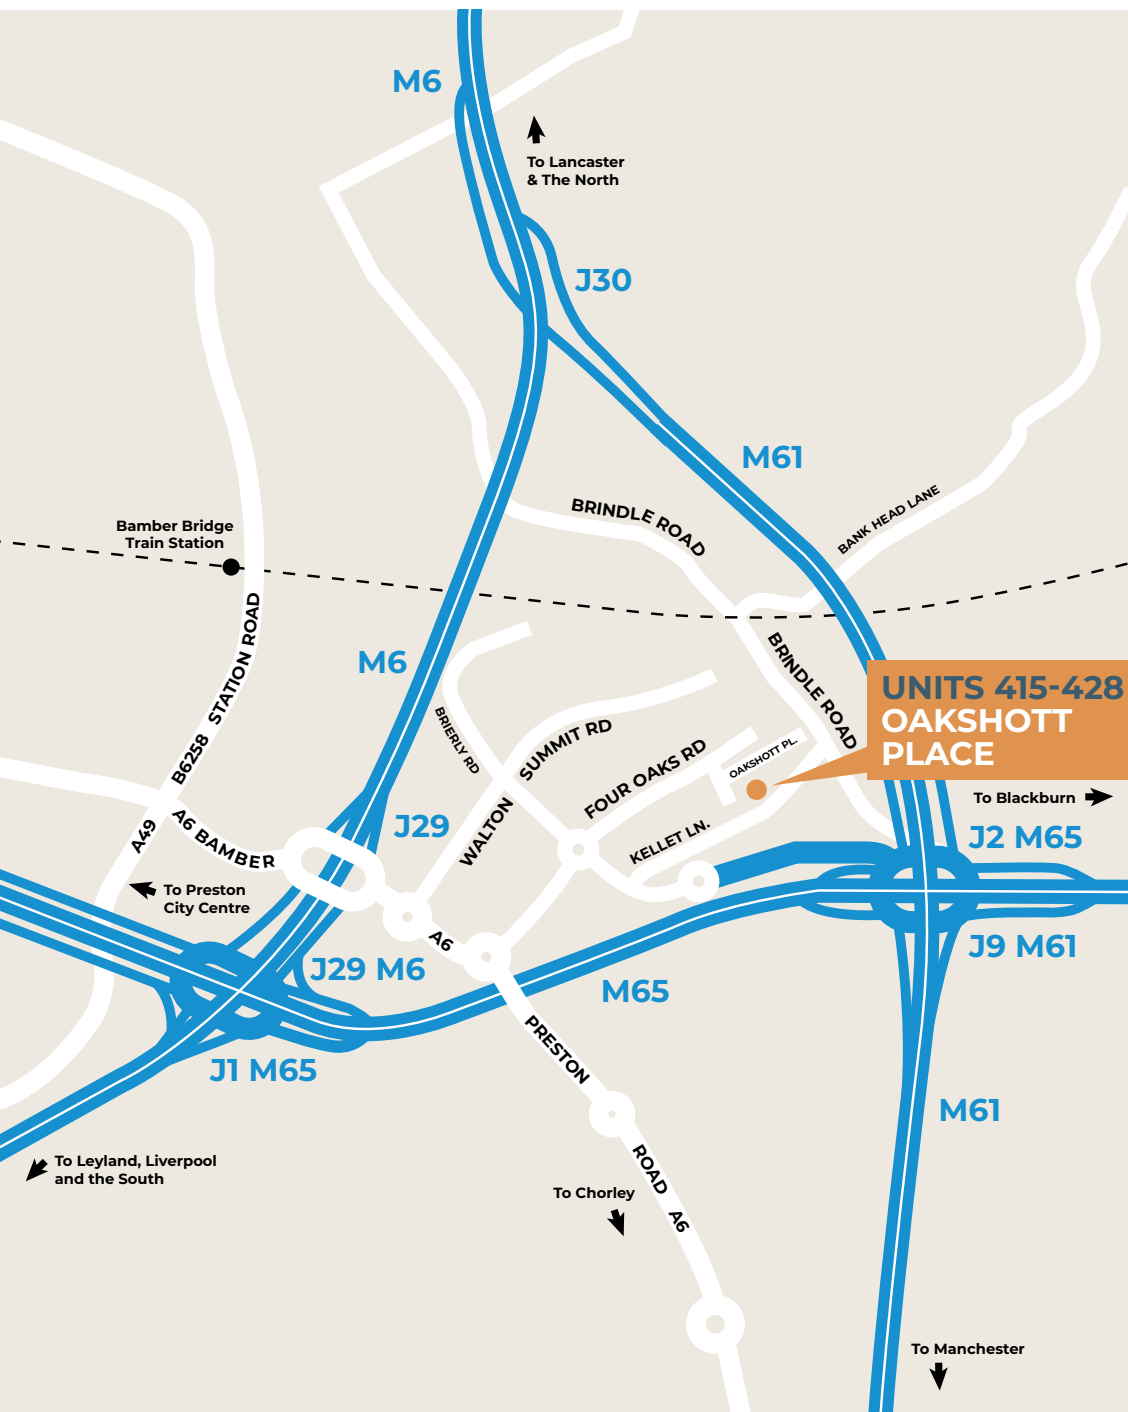 M6
To Lancaster
& The North
J30
M61
BANK HEAD LANE
BRINDLE ROAD
Bamber Bridge
Train Station
B6258 STATION ROAD
M6
BRINDLE ROAD
UNITS 415-428
OAKSHOTT
PLACE
BRIERLY RD
SUMMIT RD
FOUR OAKS RD
OAKSHOTT PL.
To Blackburn
A49
A6 BAMBER
J29
WALTON
KELLET LN.
J2 M65
To Preston
City Centre
A6
J29 M6
J9 M61
M65
J1 M65
PRESTON
M61
To Leyland, Liverpool
and the South
ROAD A6
To Chorley
To Manchester